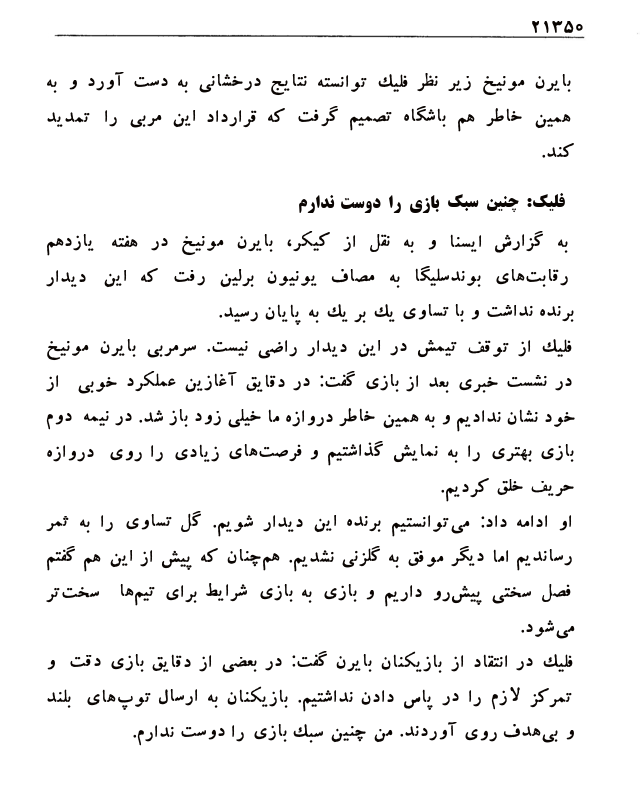 ۲۱۳۵۰
بایرن مونیخ زیر نظر فلیك توانسته نتایج درخشانی به دست آورد و به
همین خاطر هم باشگاه تصمیم گرفت که قرارداد این مربی را تمدید
کند.
فلیک: چنین سبک بازی را دوست ندارم
به گزارش ایسنا و به نقل از کیکر، بایرن مونیخ در هفته یازدهم
رقابت‌های بوندسلیگا به مصاف یونیون برلین رفت که این دیدار
برنده نداشت و با تساوی یك بر یك به پایان رسید.
فلیك از توقف تیمش در این دیدار راضی نیست. سرمربی بایرن مونیخ
در نشست خبری بعد از بازی گفت: در دقایق آغازین عملکرد خوبی از
خود نشان ندادیم و به همین خاطر دروازه ما خیلی زود باز شد. در نیمه دوم
بازی بهتری را به نمایش گذاشتیم و فرصت‌های زیادی را روی دروازه
حریف خلق کردیم.
او ادامه داد: می‌توانستیم برنده این دیدار شویم. گل تساوی را به ثمر
رساندیم اما دیگر موفق به گلزنی نشدیم. هم‌چنان که پیش از این هم گفتم
فصل سختی پیش‌رو داریم و بازی به بازی شرایط برای تیم‌ها سخت‌تر
می‌شود.
فلیك در انتقاد از بازیکنان بایرن گفت: در بعضی از دقایق بازی دقت و
تمرکز لازم را در پاس دادن نداشتیم. بازیکنان به ارسال توپ‌های بلند
و بی‌هدف روی آوردند. من چنین سبك بازی را دوست ندارم.